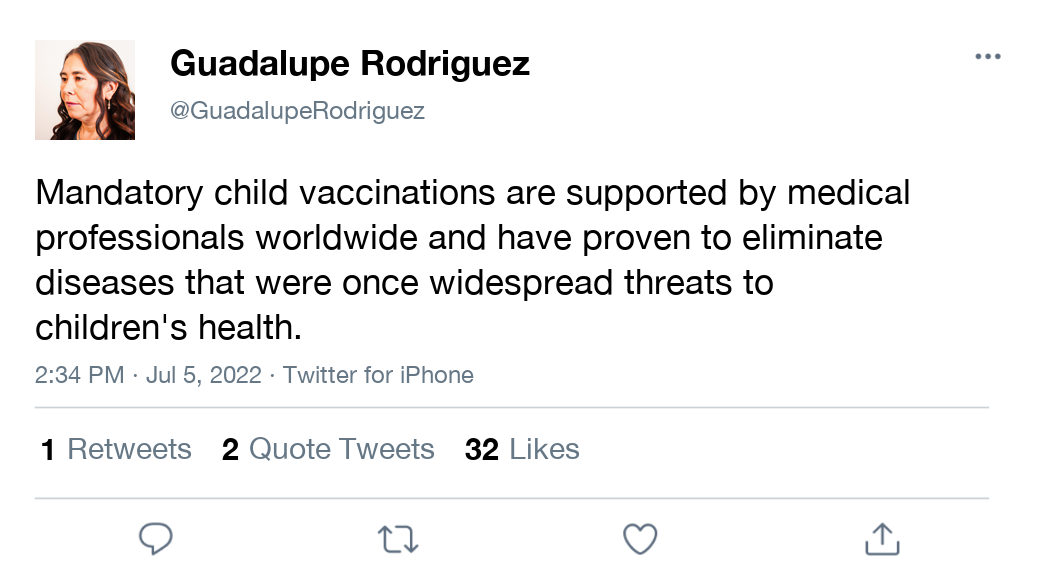 Guadalupe Rodriguez
@GuadalupeRodriguez
Mandatory child vaccinations are supported by medical
professionals worldwide and have proven to eliminate
diseases that were once widespread threats to
children's health.
2:34 PM · Jul 5, 2022 · Twitter for iPhone
1 Retweets 2 Quote Tweets 32 Likes